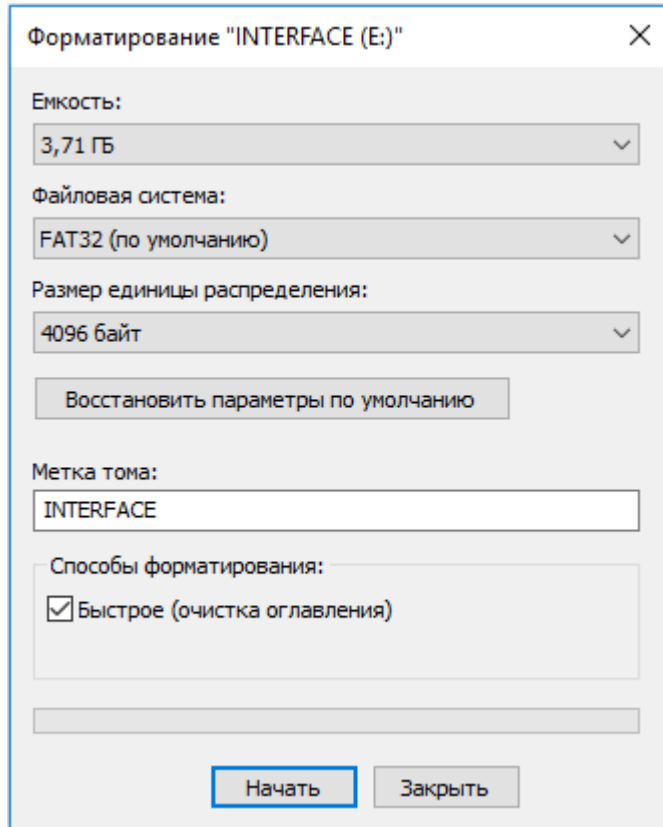 Форматирование "INTERFACE (E:)"
Емкость:
3,71 ГБ
Файловая система:
FAT32 (по умолчанию)
Размер единицы распределения:
4096 байт
Восстановить параметры по умолчанию
Метка тома:
INTERFACE
Способы форматирования:
Быстрое (очистка оглавления)
Начать Закрыть